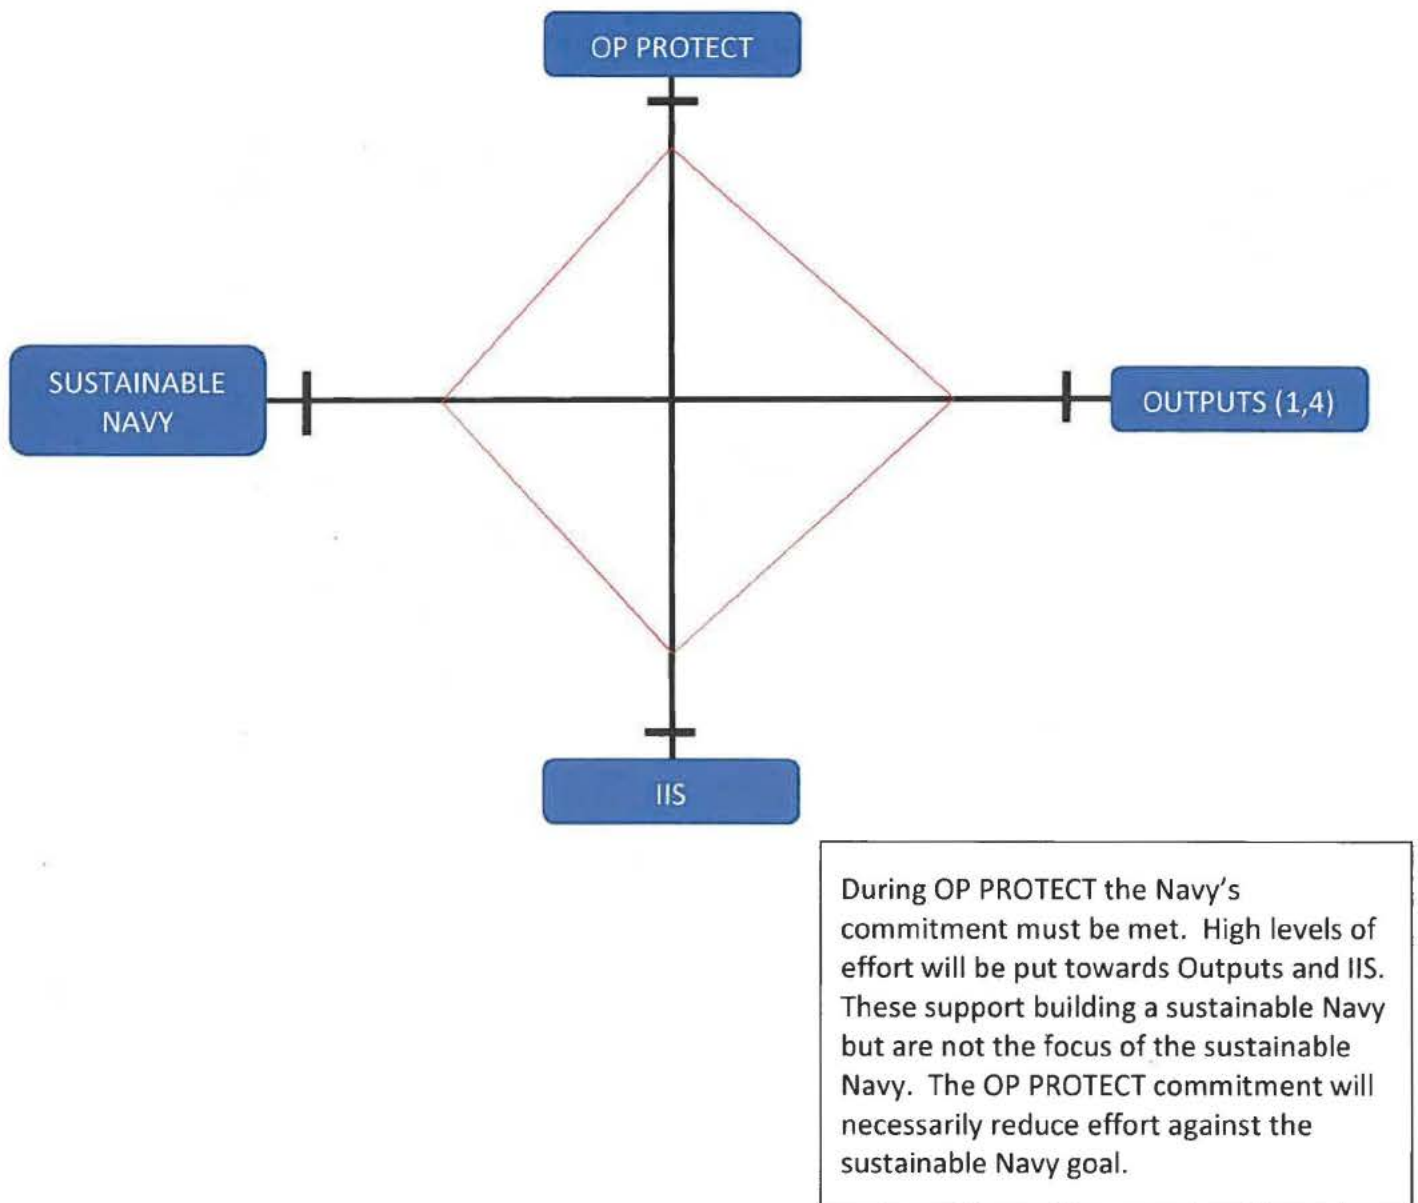 OP PROTECT
SUSTAINABLE
NAVY
OUTPUTS (1,4)
IIS
During OP PROTECT the Navy's
commitment must be met. High levels of
effort will be put towards Outputs and IIS.
These support building a sustainable Navy
but are not the focus of the sustainable
Navy. The OP PROTECT commitment will
necessarily reduce effort against the
sustainable Navy goal.